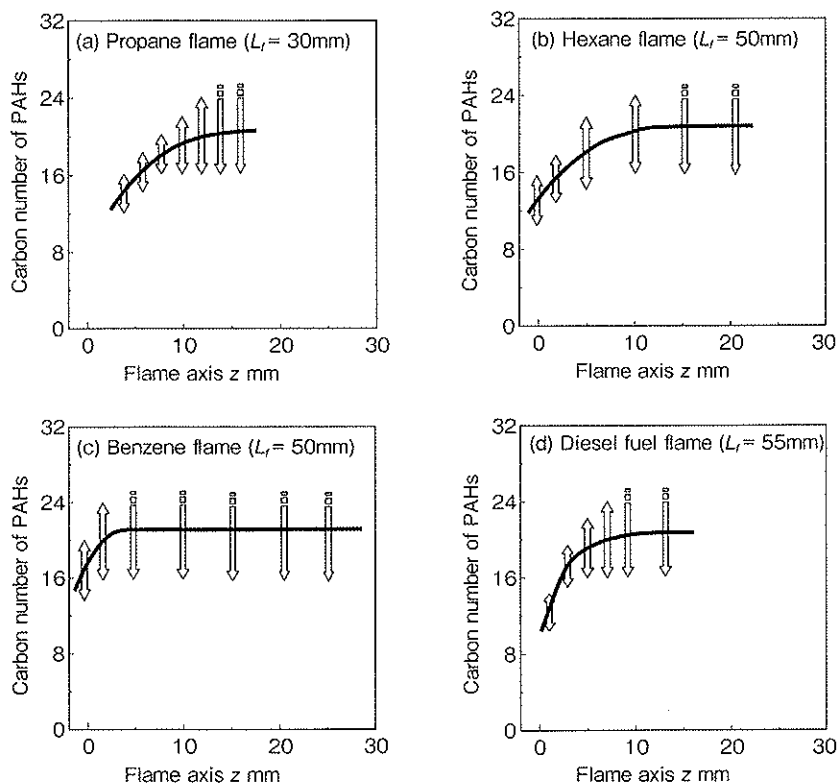 32
(a) Propane flame (Lf = 30mm)
24
16
8
0
Carbon number of PAHs
0 10 20 30
Flame axis z mm
32
(b) Hexane flame (Lf = 50mm)
24
16
8
0
Carbon number of PAHs
0 10 20 30
Flame axis z mm
32
(c) Benzene flame (Lf = 50mm)
24
16
8
0
Carbon number of PAHs
0 10 20 30
Flame axis z mm
32
(d) Diesel fuel flame (Lf = 55mm)
24
16
8
0
Carbon number of PAHs
0 10 20 30
Flame axis z mm